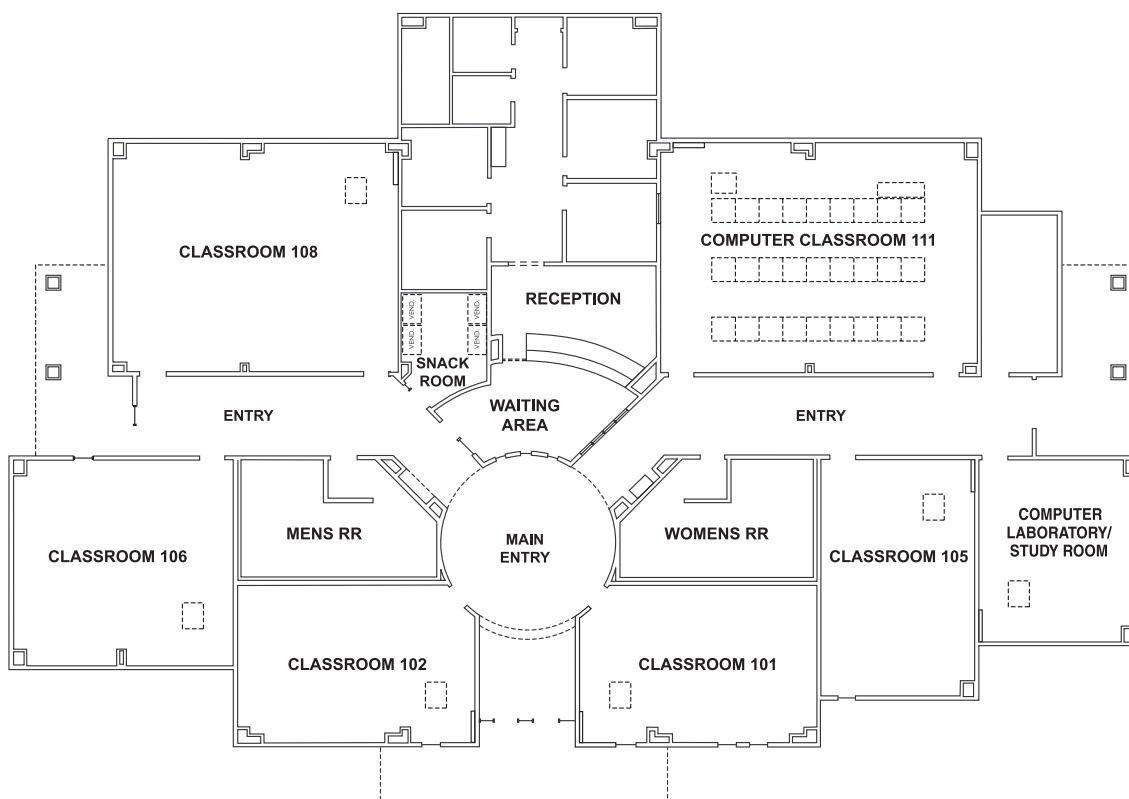 CLASSROOM 108
COMPUTER CLASSROOM 111
RECEPTION
VEND.
VEND.
VEND.
VEND.
SNACK
ROOM
WAITING
AREA
ENTRY
ENTRY
MENS RR
MAIN
ENTRY
WOMENS RR
COMPUTER
LABORATORY/
STUDY ROOM
CLASSROOM 106
CLASSROOM 105
CLASSROOM 102
CLASSROOM 101